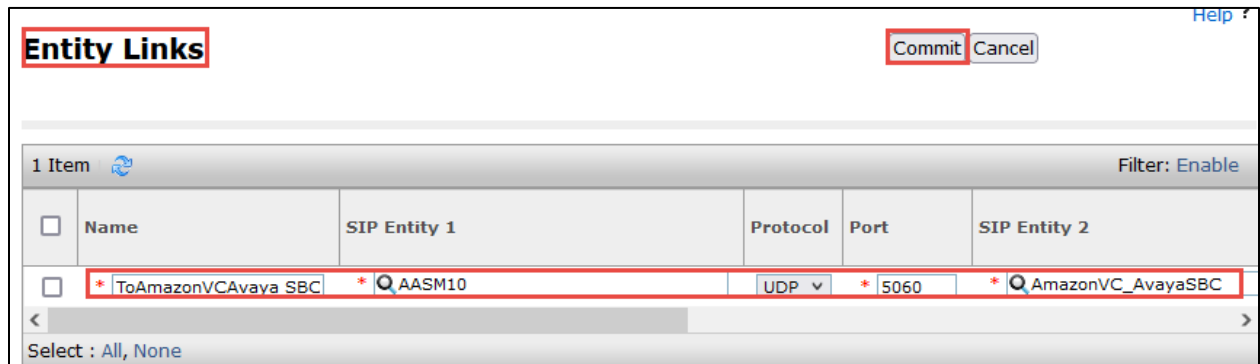 Help ?
Entity Links
Commit Cancel
1 Item Filter: Enable
Name SIP Entity 1 Protocol Port SIP Entity 2
* ToAmazonVCAvaya SBC * AASM10 UDP * 5060 * AmazonVC_AvayaSBC
Select : All, None